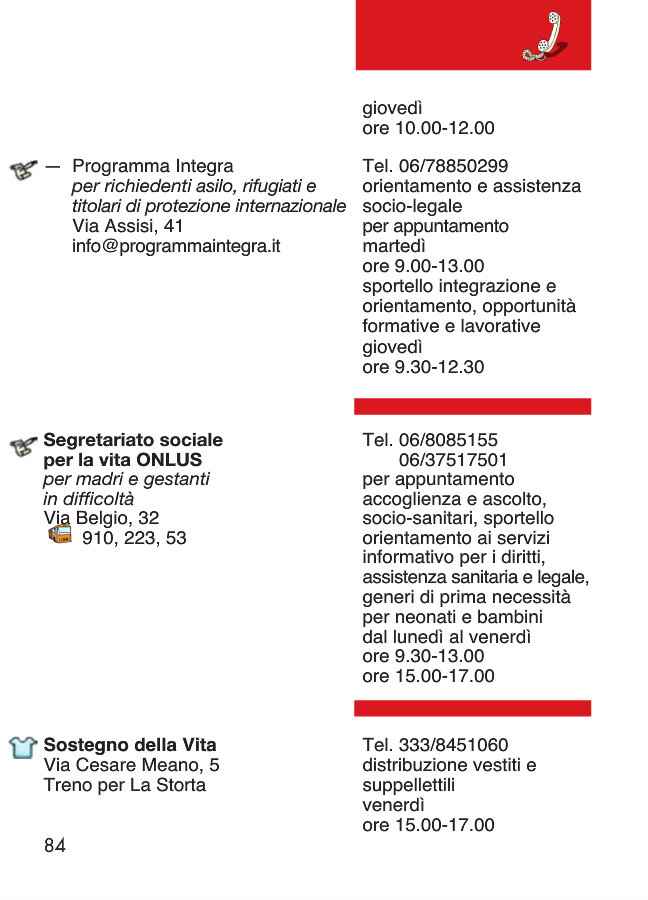 giovedì
ore 10.00-12.00
— Programma Integra
per richiedenti asilo, rifugiati e
titolari di protezione internazionale
Via Assisi, 41
info@programmaintegra.it
Tel. 06/78850299
orientamento e assistenza
socio-legale
per appuntamento
martedì
ore 9.00-13.00
sportello integrazione e
orientamento, opportunità
formative e lavorative
giovedì
ore 9.30-12.30
Segretariato sociale
per la vita ONLUS
per madri e gestanti
in difficoltà
Via Belgio, 32
910, 223, 53
Tel. 06/8085155
06/37517501
per appuntamento
accoglienza e ascolto,
socio-sanitari, sportello
orientamento ai servizi
informativo per i diritti,
assistenza sanitaria e legale,
generi di prima necessità
per neonati e bambini
dal lunedì al venerdì
ore 9.30-13.00
ore 15.00-17.00
Sostegno della Vita
Via Cesare Meano, 5
Treno per La Storta
Tel. 333/8451060
distribuzione vestiti e
suppellettili
venerdì
ore 15.00-17.00
84